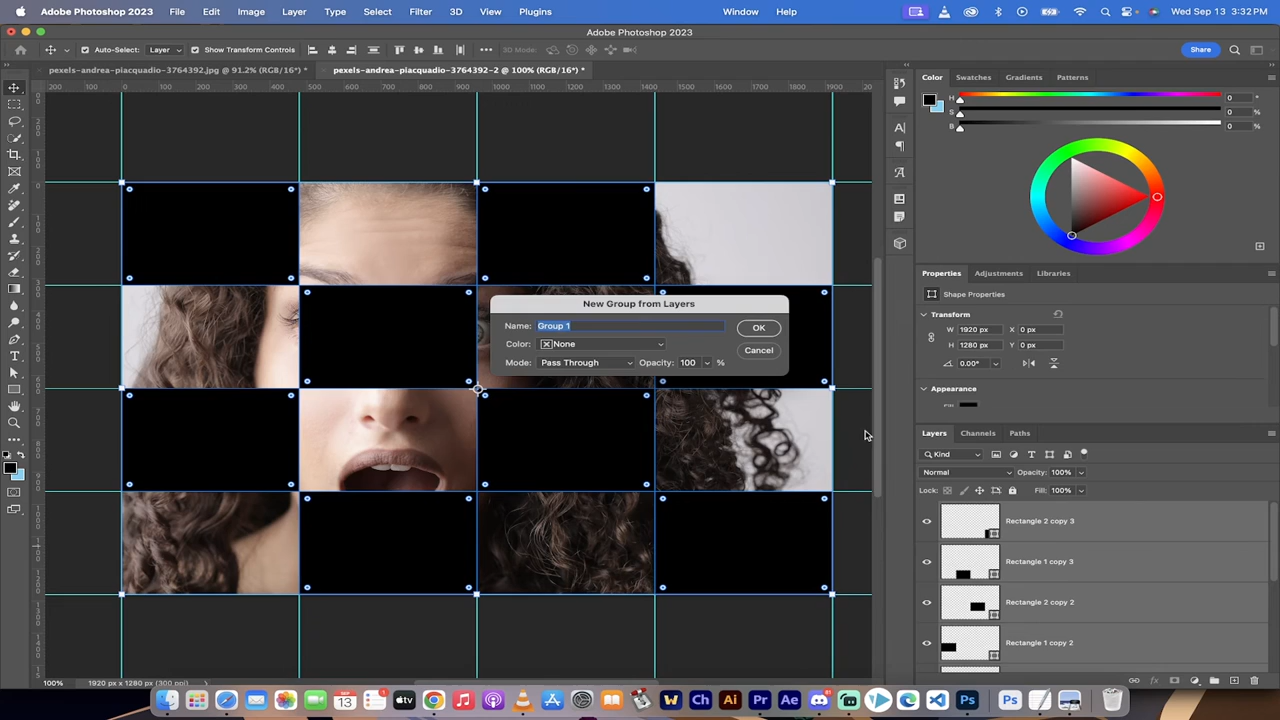 Adobe Photoshop 2023 File Edit Image Layer Type Select Filter 3D View Plugins Window Help Wed Sep 13 3:32 PM
Adobe Photoshop 2023
Auto-Select: Layer Show Transform Controls 3D Mode: Share
pexels-andrea-piacquadio-3764392.jpg @ 91.2% (RGB/16*) * pexels-andrea-piacquadio-3764392-2 @ 100% (RGB/16*) *
Color Swatches Gradients Patterns
H 0 °
S 0 %
B 0 %
Properties Adjustments Libraries
Shape Properties
Transform
W 1920 px X 0 px
H 1280 px Y 0 px
0.00°
Appearance
New Group from Layers
Name: Group 1 OK
Color: None
Cancel
Mode: Pass Through Opacity: 100 %
Layers Channels Paths
Kind
Normal Opacity: 100%
Lock: Fill: 100%
Rectangle 2 copy 3
Rectangle 1 copy 3
Rectangle 2 copy 2
Rectangle 1 copy 2
100% 1920 px x 1280 px (300 ppi)